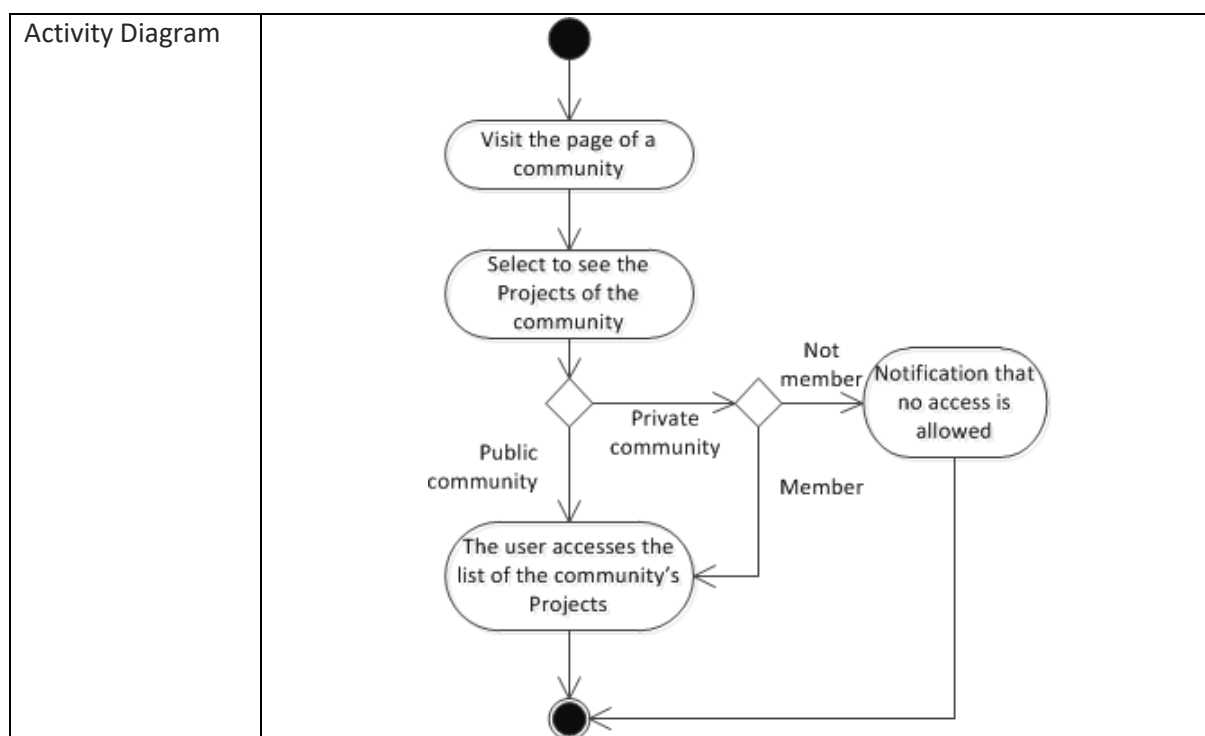 Activity Diagram
Visit the page of a
community
Select to see the
Projects of the
community
Not
member
Notification that
no access is
allowed
Private
community
Public
community
Member
The user accesses the
list of the community’s
Projects